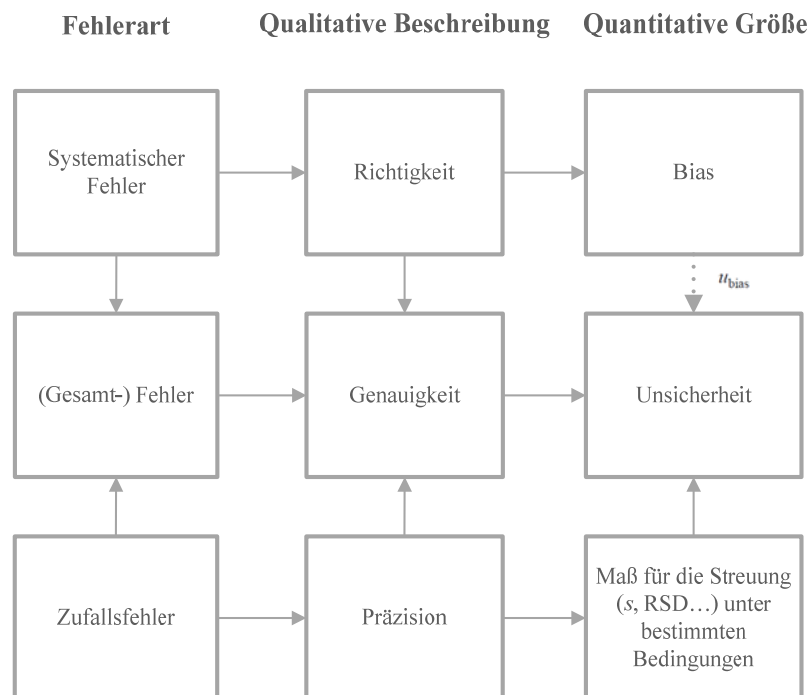 Fehlerart
Qualitative Beschreibung
Quantitative Größe
Systematischer
Fehler
Richtigkeit
Bias
u_bias
(Gesamt-) Fehler
Genauigkeit
Unsicherheit
Zufallsfehler
Präzision
Maß für die Streuung
(s, RSD…) unter
bestimmten
Bedingungen